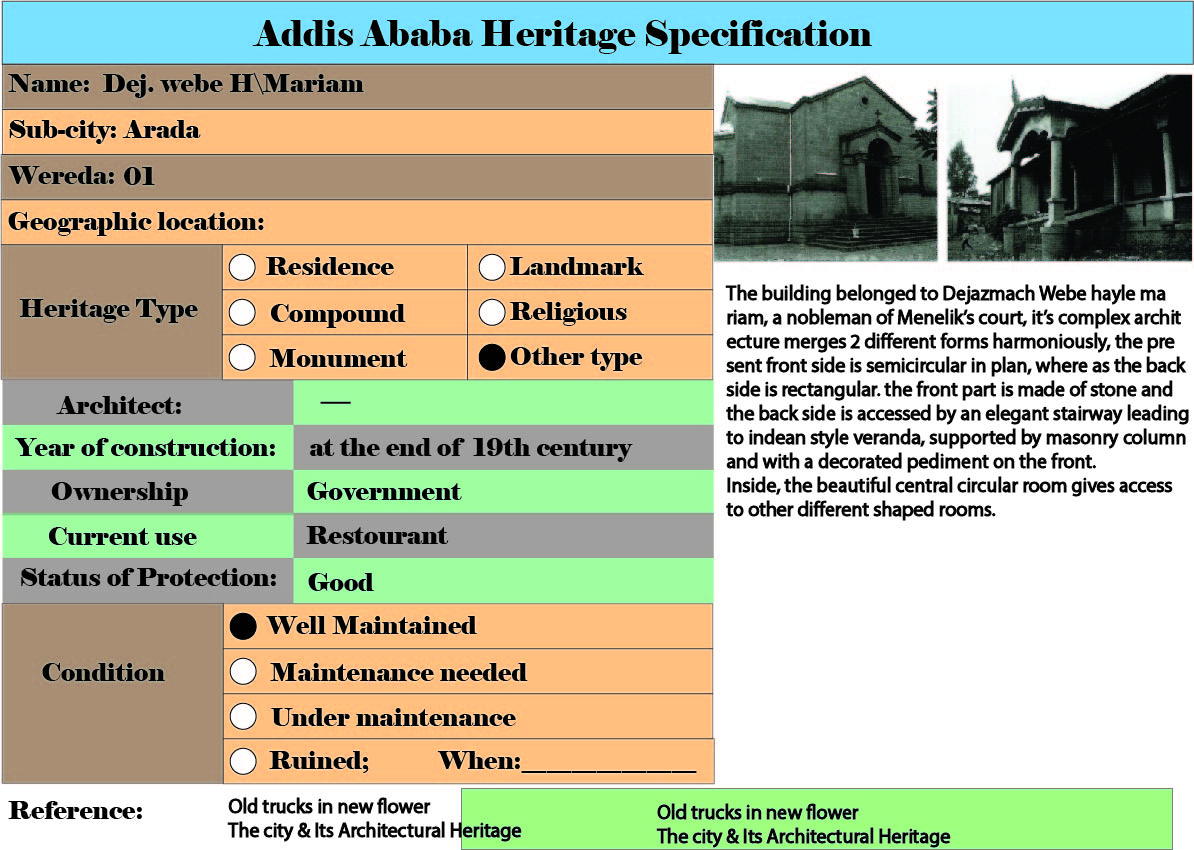 Addis Ababa Heritage Specification
Name: Dej. webe H\Mariam
Sub-city: Arada
Wereda: 01
Geographic location:
Heritage Type
Residence
Landmark
Compound
Religious
Monument
Other type
Architect: —
Year of construction: at the end of 19th century
Ownership Government
Current use Restourant
Status of Protection: Good
Condition
Well Maintained
Maintenance needed
Under maintenance
Ruined; When:______________
The building belonged to Dejazmach Webe hayle ma
riam, a nobleman of Menelik’s court, it’s complex archit
ecture merges 2 different forms harmoniously, the pre
sent front side is semicircular in plan, where as the back
side is rectangular. the front part is made of stone and
the back side is accessed by an elegant stairway leading
to indean style veranda, supported by masonry column
and with a decorated pediment on the front.
Inside, the beautiful central circular room gives access
to other different shaped rooms.
Reference:
Old trucks in new flower
The city & Its Architectural Heritage
Old trucks in new flower
The city & Its Architectural Heritage